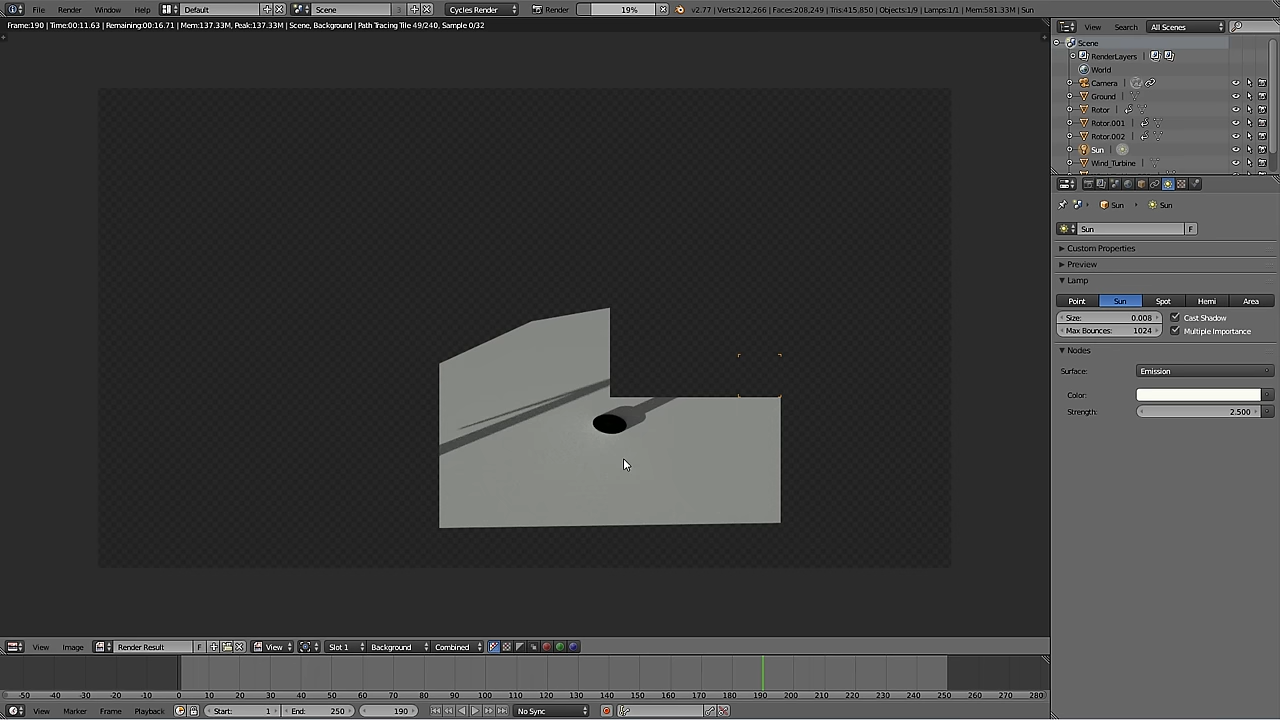 File Render Window Help Default Scene 3 Cycles Render Render 19% v2.77 | Verts:212,266 | Faces:208,249 | Tris:415,850 | Objects:1/9 | Lamps:1/1 | Mem:581.33M | Sun
Frame:190 | Time:00:11.63 | Remaining:00:16.71 | Mem:137.33M, Peak:137.33M | Scene, Background | Path Tracing Tile 49/240, Sample 0/32
View Search All Scenes
Scene
RenderLayers
World
Camera
Ground
Rotor
Rotor.001
Rotor.002
Sun
Wind_Turbine
Sun Sun
Sun F
Custom Properties
Preview
Lamp
Point Sun Spot Hemi Area
Size: 0.008 Cast Shadow
Max Bounces: 1024 Multiple Importance
Nodes
Surface: Emission
Color:
Strength: 2.500
View Image Render Result F View Slot 1 Background Combined
-50 -40 -30 -20 -10 0 10 20 30 40 50 60 70 80 90 100 110 120 130 140 150 160 170 180 190 200 210 220 230 240 250 260 270 280
View Marker Frame Playback Start: 1 End: 250 190 No Sync